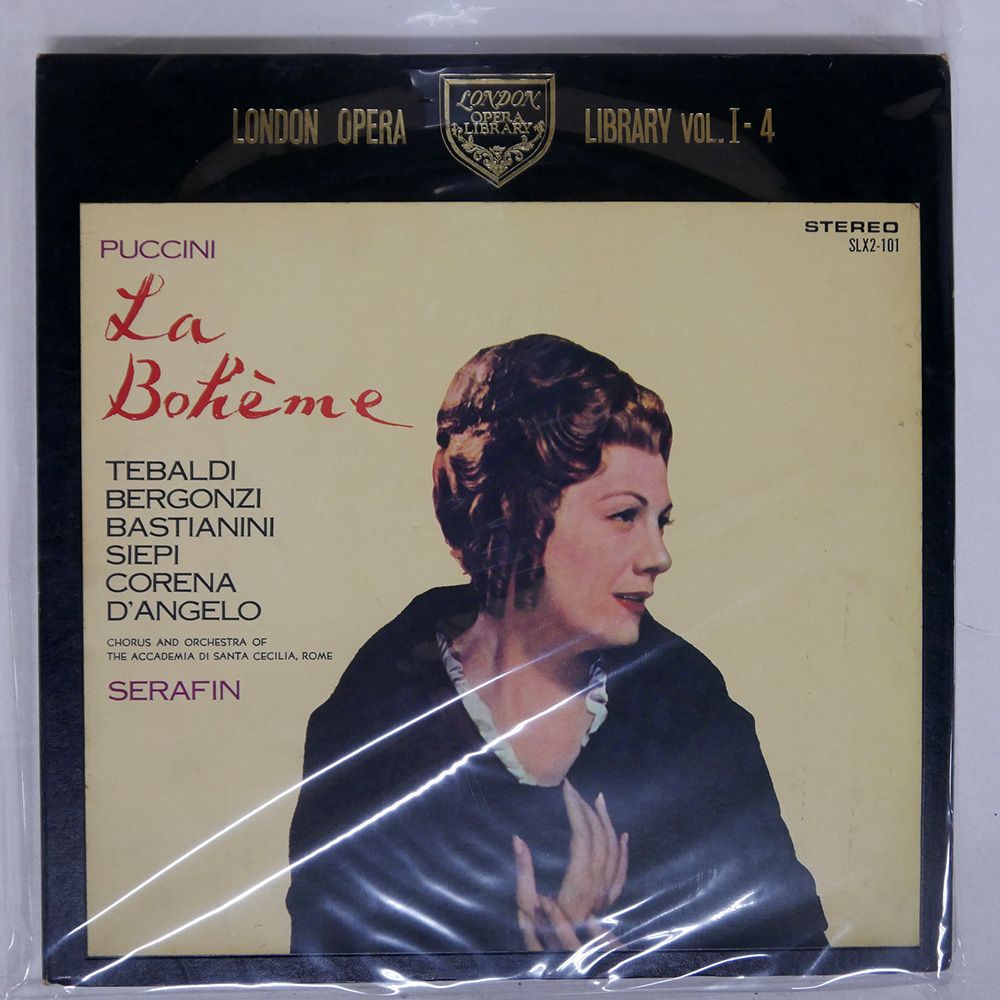 LONDON OPERA
LONDON
OPERA
LIBRARY
LIBRARY VOL. I-4
STEREO
SLX2-101
PUCCINI
La
Bohème
TEBALDI
BERGONZI
BASTIANINI
SIEPI
CORENA
D'ANGELO
CHORUS AND ORCHESTRA OF
THE ACCADEMIA DI SANTA CECILIA, ROME
SERAFIN